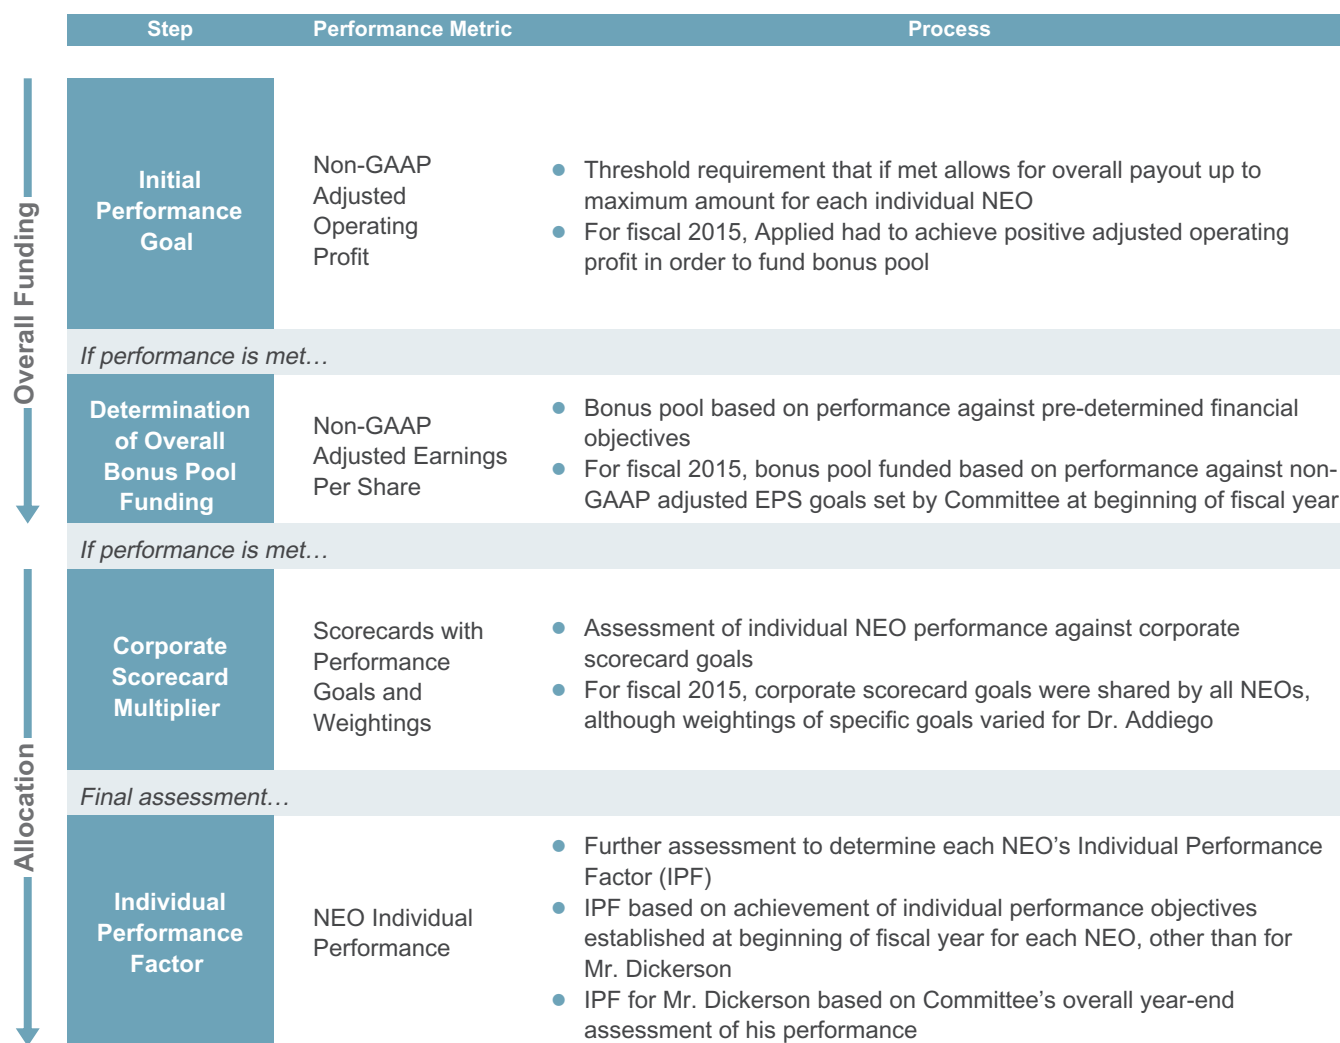 Step Performance Metric Process
Overall Funding
Initial
Performance
Goal
Non-GAAP
Adjusted
Operating
Profit
● Threshold requirement that if met allows for overall payout up to
maximum amount for each individual NEO
● For fiscal 2015, Applied had to achieve positive adjusted operating
profit in order to fund bonus pool
If performance is met…
Determination
of Overall
Bonus Pool
Funding
Non-GAAP
Adjusted Earnings
Per Share
● Bonus pool based on performance against pre-determined financial
objectives
● For fiscal 2015, bonus pool funded based on performance against non-
GAAP adjusted EPS goals set by Committee at beginning of fiscal year
If performance is met…
Allocation
Corporate
Scorecard
Multiplier
Scorecards with
Performance
Goals and
Weightings
● Assessment of individual NEO performance against corporate
scorecard goals
● For fiscal 2015, corporate scorecard goals were shared by all NEOs,
although weightings of specific goals varied for Dr. Addiego
Final assessment…
Individual
Performance
Factor
NEO Individual
Performance
● Further assessment to determine each NEO’s Individual Performance
Factor (IPF)
● IPF based on achievement of individual performance objectives
established at beginning of fiscal year for each NEO, other than for
Mr. Dickerson
● IPF for Mr. Dickerson based on Committee’s overall year-end
assessment of his performance